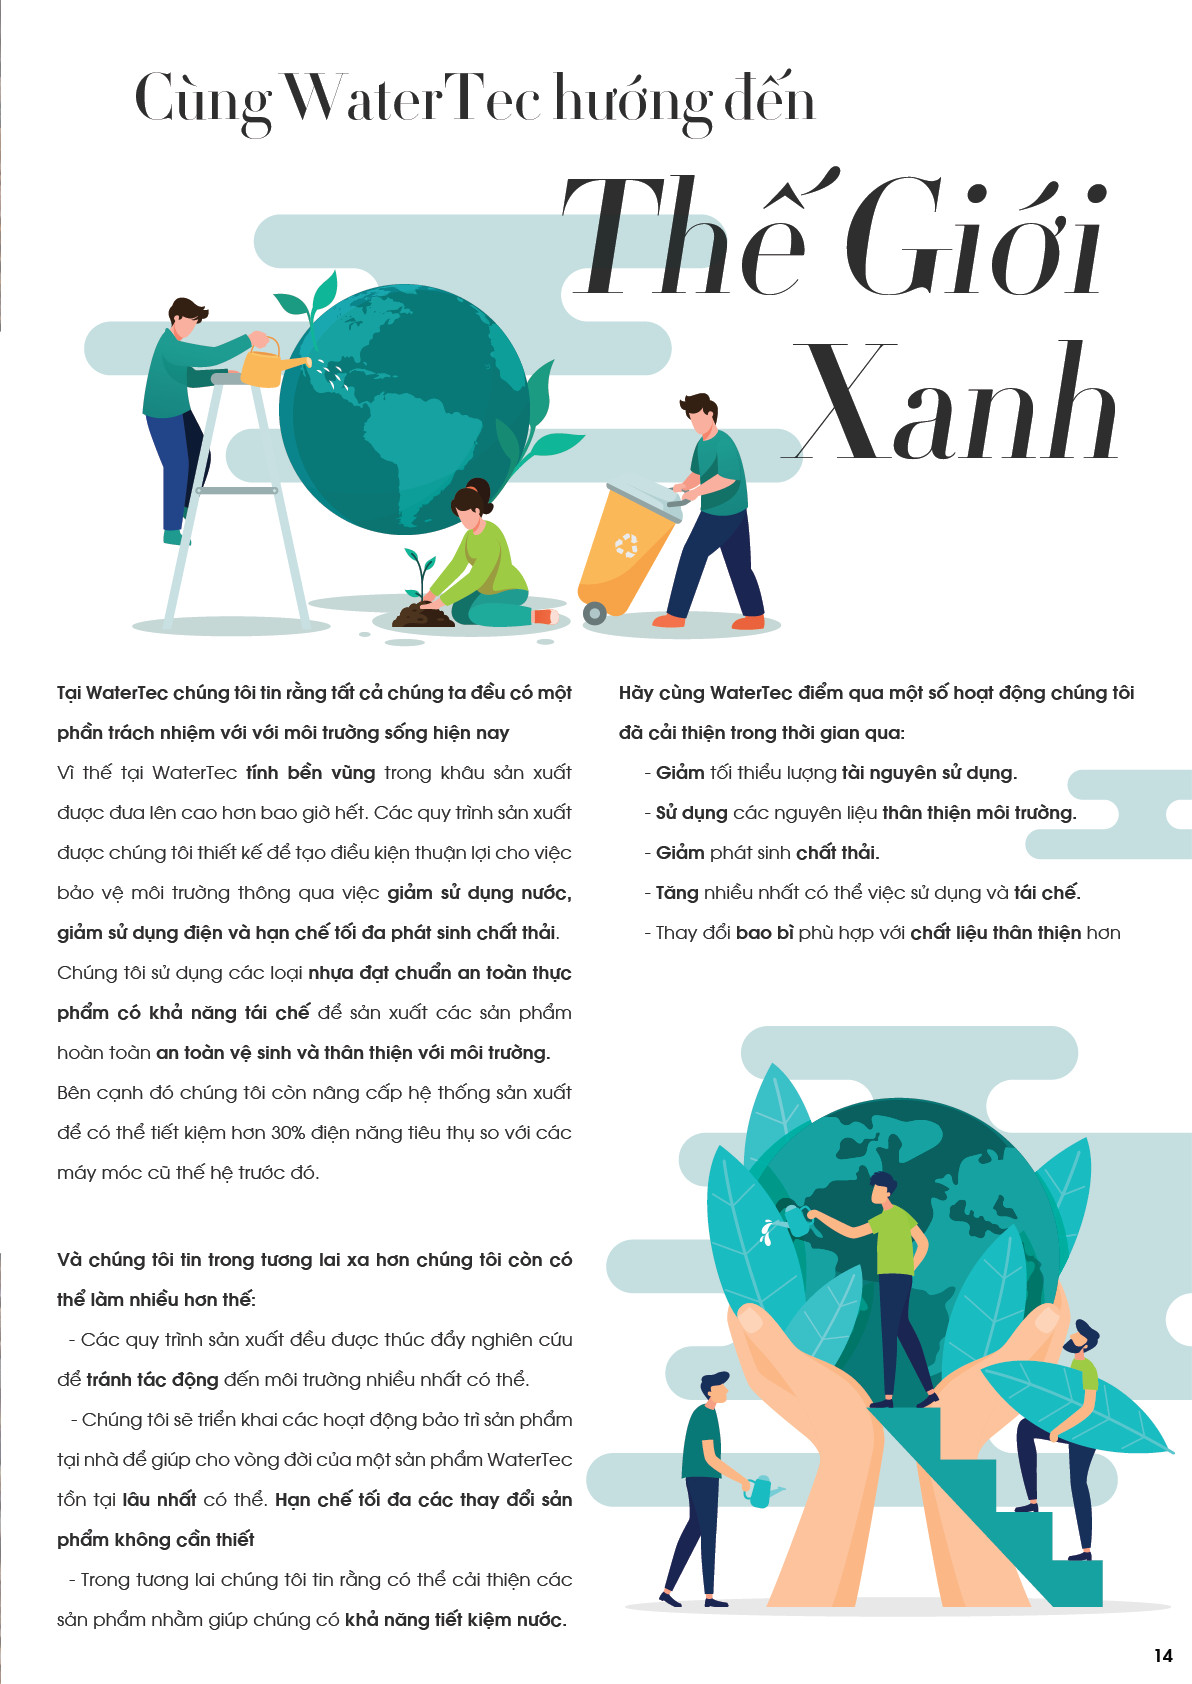 Cùng WaterTec hướng đến
Thế Giới
Xanh
Tại WaterTec chúng tôi tin rằng tất cả chúng ta đều có một
phần trách nhiệm với với môi trường sống hiện nay
Vì thế tại WaterTec tính bền vững trong khâu sản xuất
được đưa lên cao hơn bao giờ hết. Các quy trình sản xuất
được chúng tôi thiết kế để tạo điều kiện thuận lợi cho việc
bảo vệ môi trường thông qua việc giảm sử dụng nước,
giảm sử dụng điện và hạn chế tối đa phát sinh chất thải.
Chúng tôi sử dụng các loại nhựa đạt chuẩn an toàn thực
phẩm có khả năng tái chế để sản xuất các sản phẩm
hoàn toàn an toàn vệ sinh và thân thiện với môi trường.
Bên cạnh đó chúng tôi còn nâng cấp hệ thống sản xuất
để có thể tiết kiệm hơn 30% điện năng tiêu thụ so với các
máy móc cũ thế hệ trước đó.
Và chúng tôi tin trong tương lai xa hơn chúng tôi còn có
thể làm nhiều hơn thế:
- Các quy trình sản xuất đều được thúc đẩy nghiên cứu
để tránh tác động đến môi trường nhiều nhất có thể.
- Chúng tôi sẽ triển khai các hoạt động bảo trì sản phẩm
tại nhà để giúp cho vòng đời của một sản phẩm WaterTec
tồn tại lâu nhất có thể. Hạn chế tối đa các thay đổi sản
phẩm không cần thiết
- Trong tương lai chúng tôi tin rằng có thể cải thiện các
sản phẩm nhằm giúp chúng có khả năng tiết kiệm nước.
Hãy cùng WaterTec điểm qua một số hoạt động chúng tôi
đã cải thiện trong thời gian qua:
- Giảm tối thiểu lượng tài nguyên sử dụng.
- Sử dụng các nguyên liệu thân thiện môi trường.
- Giảm phát sinh chất thải.
- Tăng nhiều nhất có thể việc sử dụng và tái chế.
- Thay đổi bao bì phù hợp với chất liệu thân thiện hơn
14